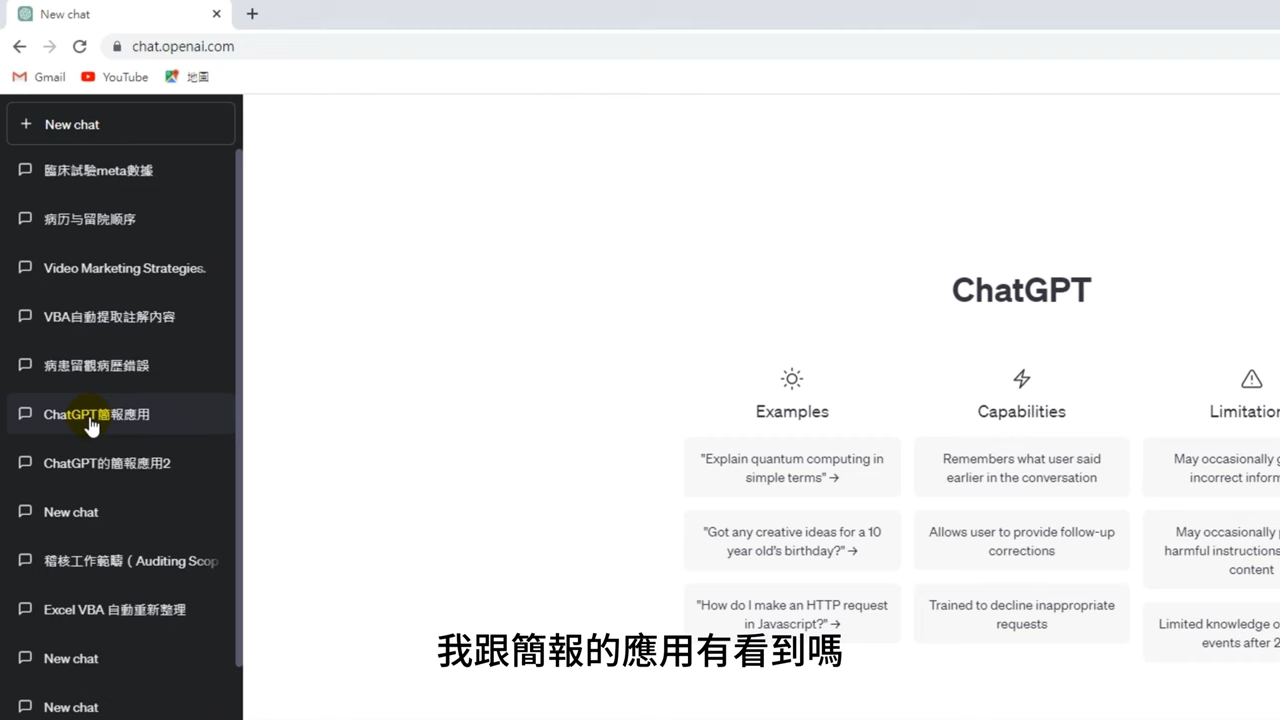 New chat
chat.openai.com
Gmail
YouTube
地圖
New chat
臨床試驗meta數據
病历与留院顺序
Video Marketing Strategies.
VBA自動提取註解內容
病患留觀病歷錯誤
ChatGPT簡報應用
ChatGPT的簡報應用2
New chat
稽核工作範疇（Auditing Scop
Excel VBA 自動重新整理
New chat
New chat
ChatGPT
Examples
"Explain quantum computing in
simple terms" →
"Got any creative ideas for a 10
year old's birthday?" →
"How do I make an HTTP request
in Javascript?" →
Capabilities
Remembers what user said
earlier in the conversation
Allows user to provide follow-up
corrections
Trained to decline inappropriate
requests
Limitation
May occasionally g
incorrect inform
May occasionally p
harmful instructions
content
Limited knowledge o
events after 2
我跟簡報的應用有看到嗎